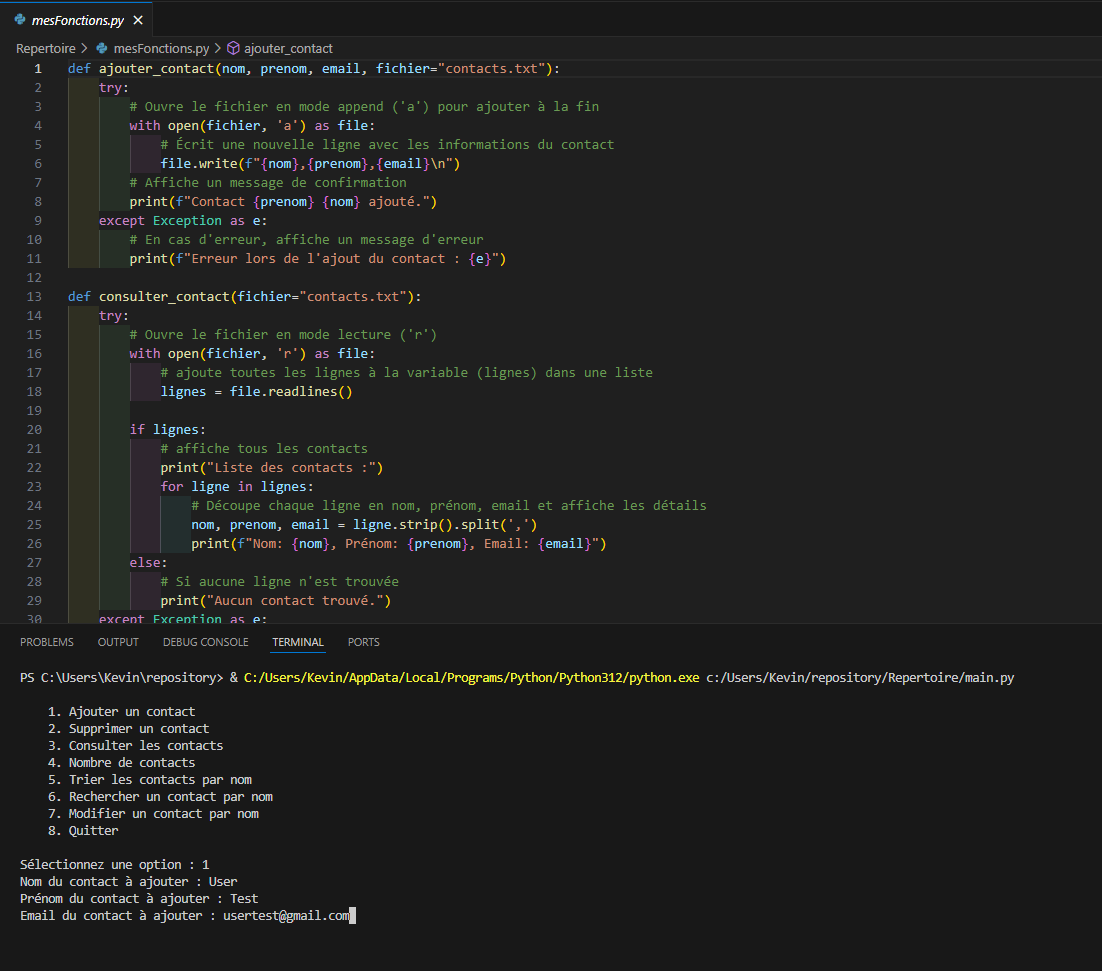 mesFonctions.py
Repertoire > mesFonctions.py > ajouter_contact
1 def ajouter_contact(nom, prenom, email, fichier="contacts.txt"):
2 try:
3 # Ouvre le fichier en mode append ('a') pour ajouter à la fin
4 with open(fichier, 'a') as file:
5 # Écrit une nouvelle ligne avec les informations du contact
6 file.write(f"{nom},{prenom},{email}\n")
7 # Affiche un message de confirmation
8 print(f"Contact {prenom} {nom} ajouté.")
9 except Exception as e:
10 # En cas d'erreur, affiche un message d'erreur
11 print(f"Erreur lors de l'ajout du contact : {e}")
12
13 def consulter_contact(fichier="contacts.txt"):
14 try:
15 # Ouvre le fichier en mode lecture ('r')
16 with open(fichier, 'r') as file:
17 # ajoute toutes les lignes à la variable (lignes) dans une liste
18 lignes = file.readlines()
19
20 if lignes:
21 # affiche tous les contacts
22 print("Liste des contacts :")
23 for ligne in lignes:
24 # Découpe chaque ligne en nom, prénom, email et affiche les détails
25 nom, prenom, email = ligne.strip().split(',')
26 print(f"Nom: {nom}, Prénom: {prenom}, Email: {email}")
27 else:
28 # Si aucune ligne n'est trouvée
29 print("Aucun contact trouvé.")
30 except Exception as e:
PROBLEMS OUTPUT DEBUG CONSOLE TERMINAL PORTS
PS C:\Users\Kevin\repository> & C:/Users/Kevin/AppData/Local/Programs/Python/Python312/python.exe c:/Users/Kevin/repository/Repertoire/main.py
1. Ajouter un contact
2. Supprimer un contact
3. Consulter les contacts
4. Nombre de contacts
5. Trier les contacts par nom
6. Rechercher un contact par nom
7. Modifier un contact par nom
8. Quitter
Sélectionnez une option : 1
Nom du contact à ajouter : User
Prénom du contact à ajouter : Test
Email du contact à ajouter : usertest@gmail.com